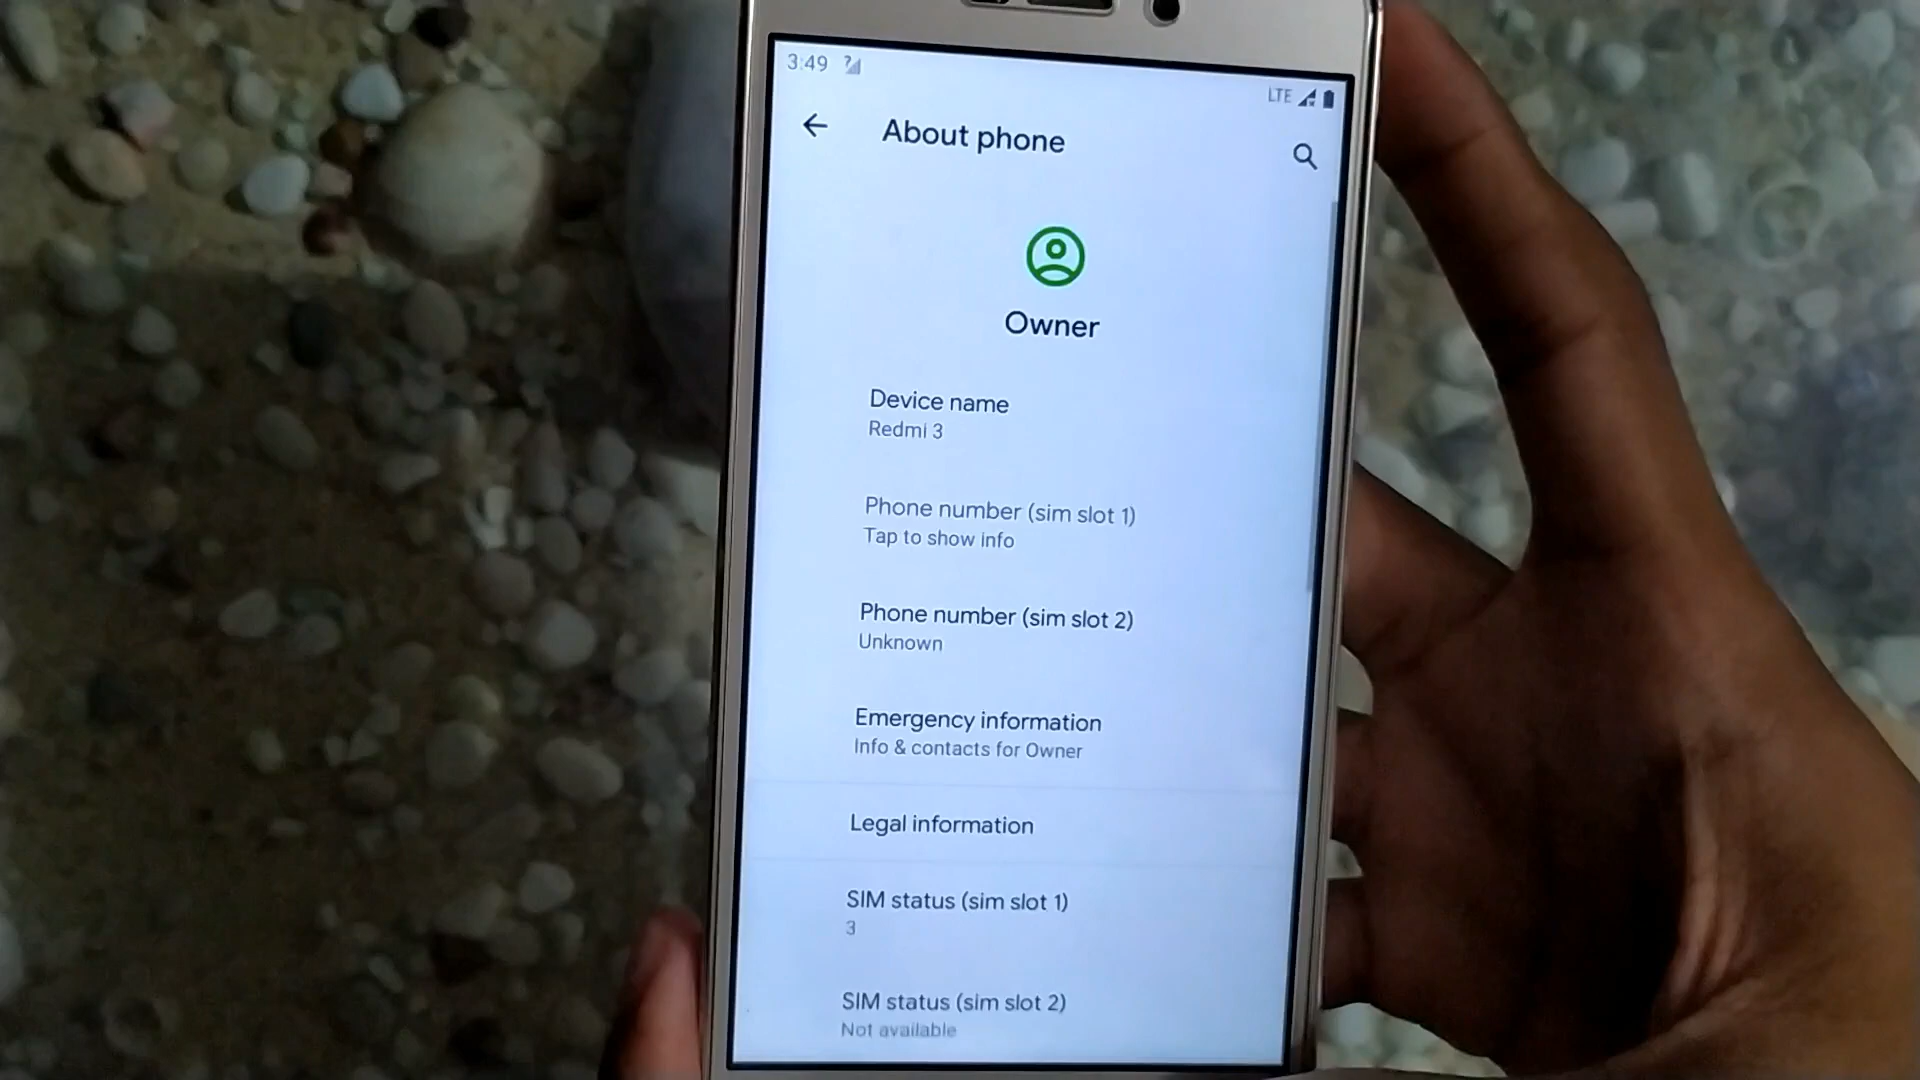 3:49
LTE
About phone
Owner
Device name
Redmi 3
Phone number (sim slot 1)
Tap to show info
Phone number (sim slot 2)
Unknown
Emergency information
Info & contacts for Owner
Legal information
SIM status (sim slot 1)
3
SIM status (sim slot 2)
Not available